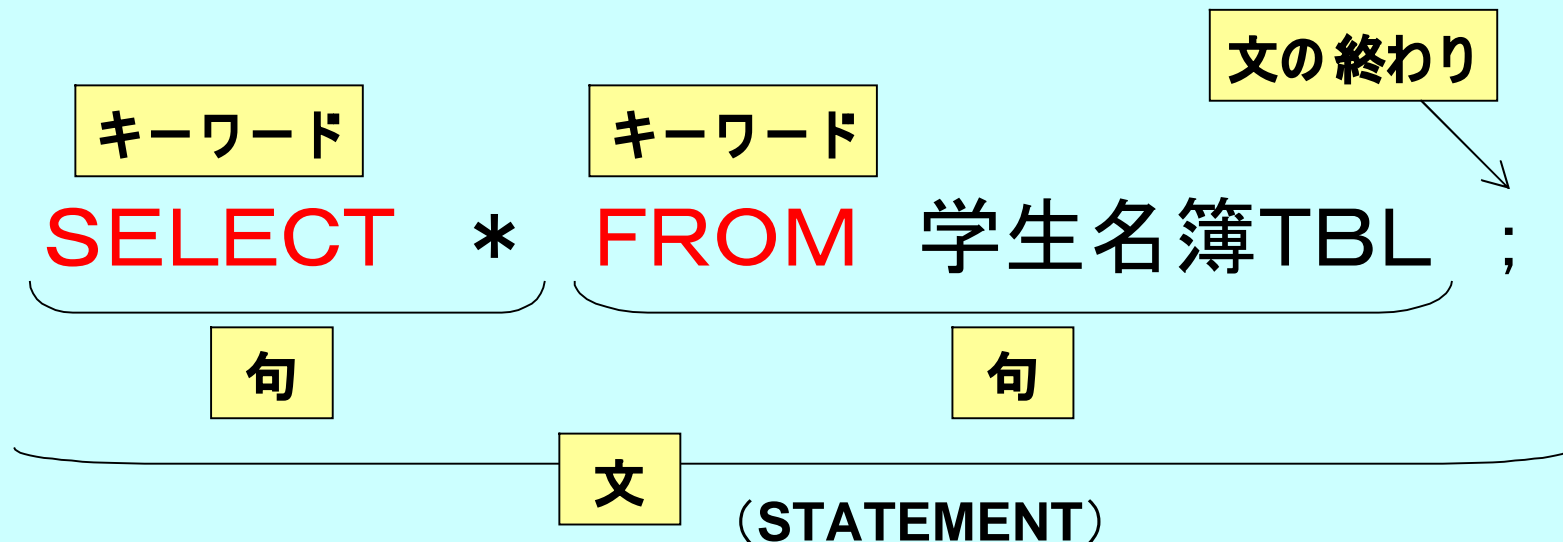 文の終わり
キーワード キーワード
SELECT * FROM 学生名簿TBL ;
句 句
文
(STATEMENT)